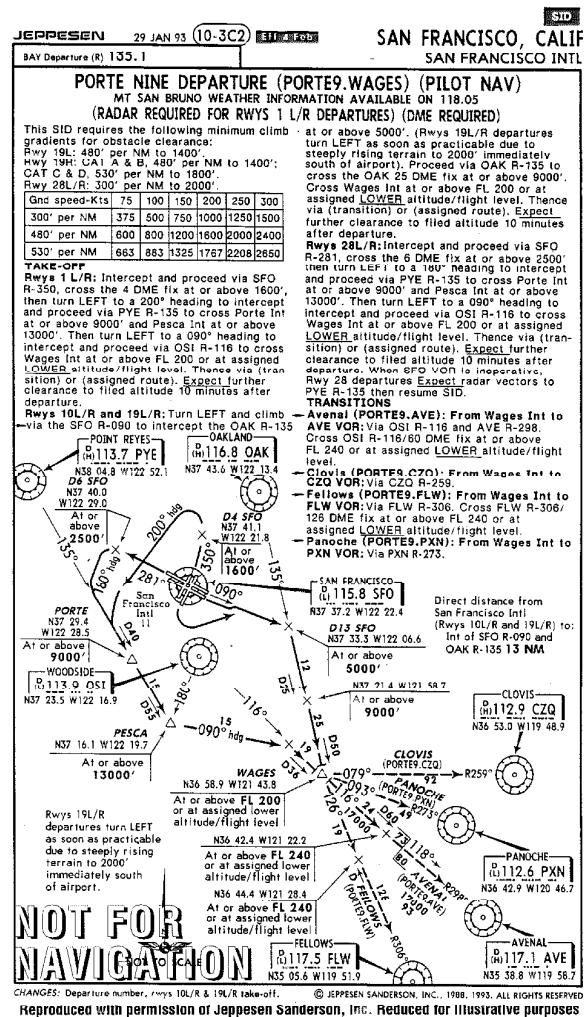 SID
JEPPESEN 29 JAN 93 (10-3C2) Eff 4 Feb
SAN FRANCISCO, CALIF
BAY Departure (R) 135.1
SAN FRANCISCO INTL
PORTE NINE DEPARTURE (PORTE9.WAGES) (PILOT NAV)
MT SAN BRUNO WEATHER INFORMATION AVAILABLE ON 118.05
(RADAR REQUIRED FOR RWYS 1 L/R DEPARTURES) (DME REQUIRED)
This SID requires the following minimum climb
gradients for obstacle clearance:
Rwy 19L: 480' per NM to 1400'.
Rwy 19R: CAT A & B, 480' per NM to 1400';
CAT C & D, 530' per NM to 1800'.
Rwy 28L/R: 300' per NM to 2000'.
Gnd speed-Kts 75 100 150 200 250 300
300' per NM 375 500 750 1000 1250 1500
480' per NM 600 800 1200 1600 2000 2400
530' per NM 663 883 1325 1767 2208 2650
TAKE-OFF
Rwys 1 L/R: Intercept and proceed via SFO
R-350, cross the 4 DME fix at or above 1600',
then turn LEFT to a 200° heading to intercept
and proceed via PYE R-135 to cross Porte Int
at or above 9000' and Pesca Int at or above
13000'. Then turn LEFT to a 090° heading to
intercept and proceed via OSI R-116 to cross
Wages Int at or above FL 200 or at assigned
LOWER altitude/flight level. Thence via (tran
sition) or (assigned route). Expect further
clearance to filed altitude 10 minutes after
departure.
Rwys 10L/R and 19L/R: Turn LEFT and climb
via the SFO R-090 to intercept the OAK R-135
at or above 5000'. (Rwys 19L/R departures
turn LEFT as soon as practicable due to
steeply rising terrain to 2000' immediately
south of airport). Proceed via OAK R-135 to
cross the OAK 25 DME fix at or above 9000'.
Cross Wages Int at or above FL 200 or at
assigned LOWER altitude/flight level. Thence
via (transition) or (assigned route). Expect
further clearance to filed altitude 10 minutes
after departure.
Rwys 28L/R: Intercept and proceed via SFO
R-281, cross the 6 DME fix at or above 2500'
then turn LEFT to a 180° heading to intercept
and proceed via PYE R-135 to cross Porte Int
at or above 9000' and Pesca Int at or above
13000'. Then turn LEFT to a 090° heading to
intercept and proceed via OSI R-116 to cross
Wages Int at or above FL 200 or at assigned
LOWER altitude/flight level. Thence via (tran-
sition) or (assigned route). Expect further
clearance to filed altitude 10 minutes after
departure. When SFO VOR is inoperative,
Rwy 28 departures Expect radar vectors to
PYE R-135 then resume SID.
TRANSITIONS
Avenal (PORTE9.AVE): From Wages Int to
AVE VOR: Via OSI R-116 and AVE R-298.
Cross OSI R-116/60 DME fix at or above
FL 240 or at assigned LOWER altitude/flight
level.
Clovis (PORTE9.CZQ): From Wages Int to
CZQ VOR: Via CZQ R-259.
Fellows (PORTE9.FLW): From Wages Int to
FLW VOR: Via FLW R-306. Cross FLW R-306/
126 DME fix at or above FL 240 or at
assigned LOWER altitude/flight level.
Panoche (PORTE9.PXN): From Wages Int to
PXN VOR: Via PXN R-273.
POINT REYES
D (H) 113.7 PYE
N38 04.8 W122 52.1
OAKLAND
D (H) 116.8 OAK
N37 43.6 W122 13.4
D6 SFO
N37 40.0
W122 29.0
At or
above
2500'
D4 SFO
N37 41.1
W122 21.8
At or
above
1600'
200° hdg
350°
135°
135°
180° hdg
281°
090°
San
Francisco
Intl
11
SAN FRANCISCO
D (L) 115.8 SFO
N37 37.2 W122 22.4
Direct distance from
San Francisco Intl
(Rwys 10L/R and 19L/R) to:
Int of SFO R-090 and
OAK R-135 13 NM
PORTE
N37 29.4
W122 28.5
At or above
9000'
D40
D13 SFO
N37 33.3 W122 06.6
At or above
5000'
12
WOODSIDE
D (L) 113.9 OSI
N37 23.5 W122 16.9
15
D55
180°
D25
N37 21.4 W121 58.7
At or above
9000'
CLOVIS
D (H) 112.9 CZQ
N36 53.0 W119 48.9
116°
25
D50
PESCA
N37 16.1 W122 19.7
At or above
13000'
15
090° hdg
19
D36
CLOVIS
(PORTE9.CZQ)
079° 92 R259°
WAGES
N36 58.9 W121 43.8
At or above FL 200
or at assigned lower
altitude/flight level
PANOCHE
(PORTE9.PXN)
093° 49 R273°
116°
24
17000
D60
73
118°
126°
19
N36 42.4 W121 22.2
At or above FL 240
or at assigned lower
altitude/flight level
80
R298°
AVENAL
(PORTE9.AVE)
17000
93
PANOCHE
D (L) 112.6 PXN
N36 42.9 W120 46.7
Rwys 19L/R
departures turn LEFT
as soon as practicable
due to steeply rising
terrain to 2000'
immediately south
of airport.
N36 44.4 W121 28.4
At or above FL 240
or at assigned lower
altitude/flight level
126
D
FELLOWS
(PORTE9.FLW)
R306°
NOT FOR
NAVIGATION
NOT TO SCALE
FELLOWS
D (L) 117.5 FLW
N35 05.6 W119 51.9
AVENAL
D (H) 117.1 AVE
N35 38.8 W119 58.7
CHANGES: Departure number, rwys 10L/R & 19L/R take-off.
© JEPPESEN SANDERSON, INC., 1988, 1993. ALL RIGHTS RESERVED
Reproduced with permission of Jeppesen Sanderson, Inc. Reduced for illustrative purposes